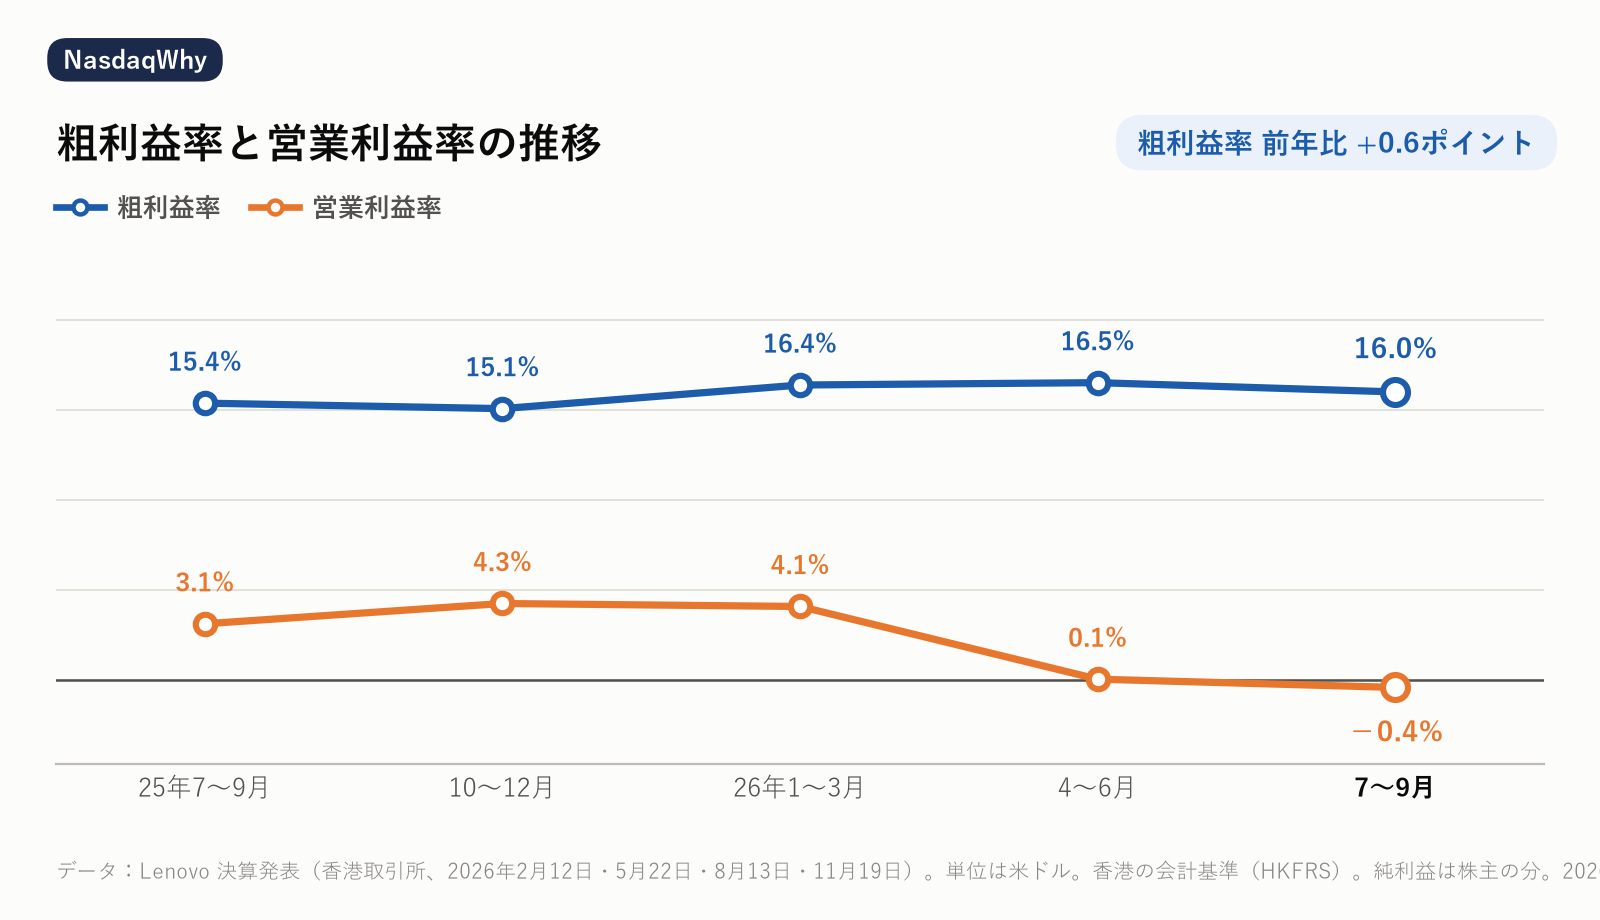 NasdaqWhy
粗利益率と営業利益率の推移
粗利益率 前年比 +0.6ポイント
粗利益率 営業利益率
15.4% 15.1% 16.4% 16.5% 16.0%
3.1% 4.3% 4.1% 0.1% −0.4%
25年7〜9月 10〜12月 26年1〜3月 4〜6月 7〜9月
データ：Lenovo 決算発表（香港取引所、2026年2月12日・5月22日・8月13日・11月19日）。単位は米ドル。香港の会計基準（HKFRS）。純利益は株主の分。